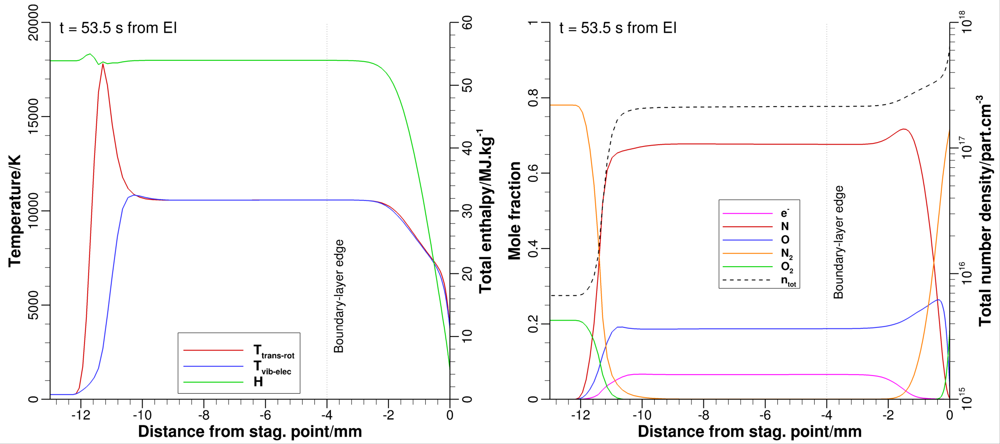 t = 53.5 s from EI
20000
15000
10000
5000
0
Temperature/K
60
50
40
30
20
10
0
Total enthalpy/MJ.kg-1
Boundary-layer edge
Ttrans-rot
Tvib-elec
H
-12 -10 -8 -6 -4 -2 0
Distance from stag. point/mm
t = 53.5 s from EI
1
0.8
0.6
0.4
0.2
0
Mole fraction
10^18
10^17
10^16
10^15
Total number density/part.cm-3
Boundary-layer edge
e-
N
O
N2
O2
ntot
-12 -10 -8 -6 -4 -2 0
Distance from stag. point/mm